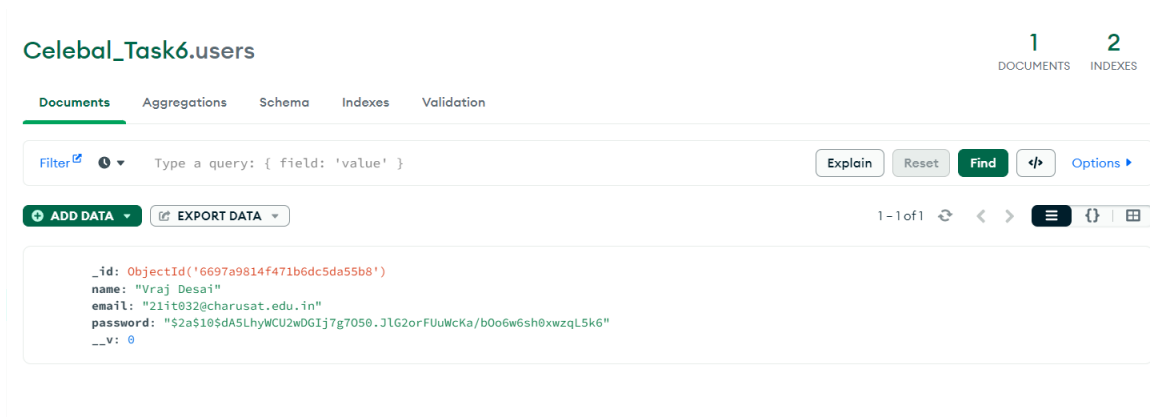 Celebal_Task6.users
1 DOCUMENTS
2 INDEXES
Documents Aggregations Schema Indexes Validation
Filter Type a query: { field: 'value' } Explain Reset Find </> Options
ADD DATA EXPORT DATA 1 – 1 of 1 {}
_id: ObjectId('6697a9814f471b6dc5da55b8')
name: "Vraj Desai"
email: "21it032@charusat.edu.in"
password: "$2a$10$dA5LhyWCU2wDGIj7g7O50.JlG2orFUuWcKa/bOo6w6sh0xwzqL5k6"
__v: 0